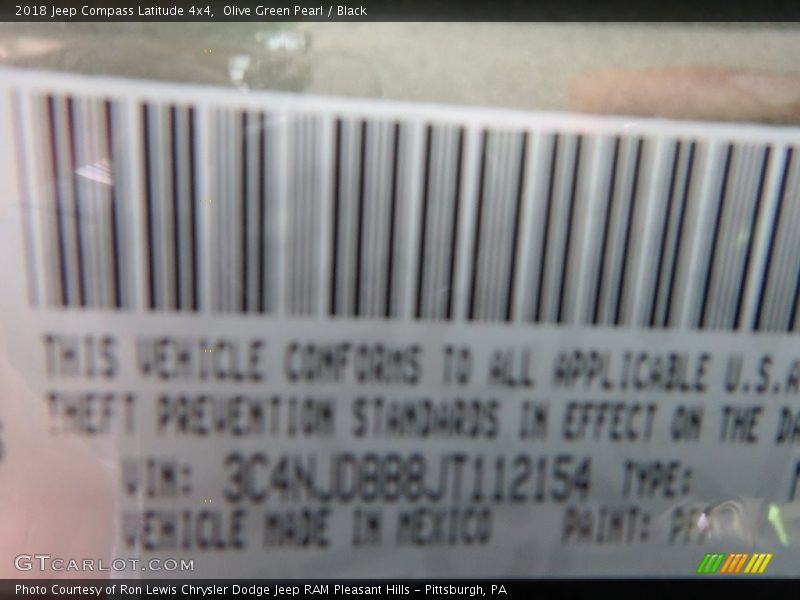 2018 Jeep Compass Latitude 4x4,  Olive Green Pearl / Black
THIS VEHICLE CONFORMS TO ALL APPLICABLE U.S.A
THEFT PREVENTION STANDARDS IN EFFECT ON THE DA
VIN: 3C4NJDBB8JT112154 TYPE: M
VEHICLE MADE IN MEXICO PAINT:
GTCARLOT.COM
Photo Courtesy of Ron Lewis Chrysler Dodge Jeep RAM Pleasant Hills – Pittsburgh, PA